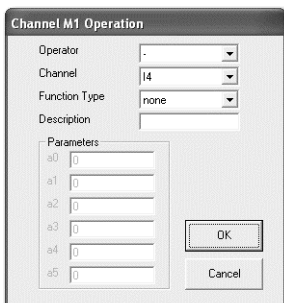 Channel M1 Operation
Operator -
Channel I4
Function Type none
Description
Parameters
a0 0
a1 0
a2 0
a3 0
a4 0
a5 0
OK
Cancel